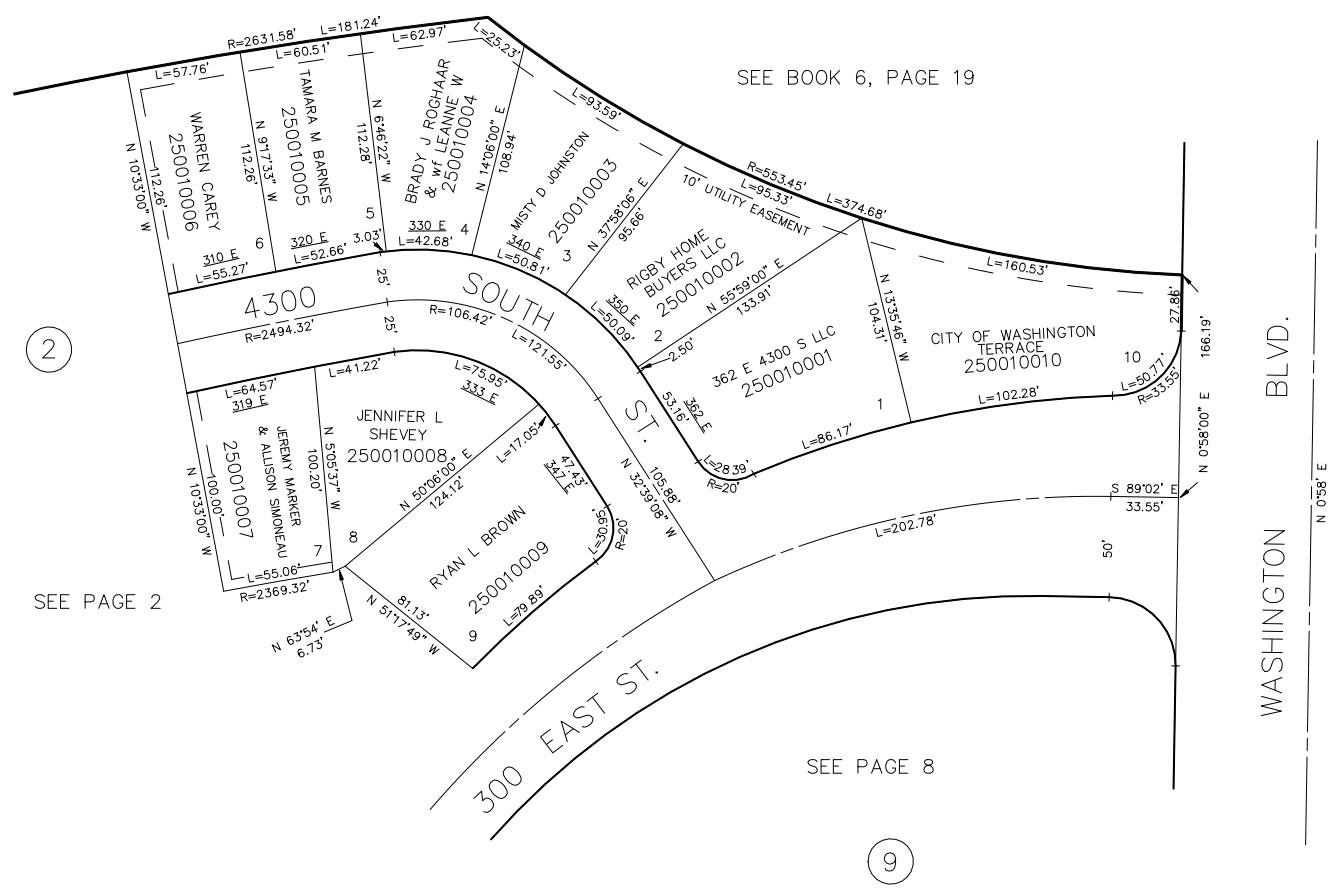 R=2631.58'
L=181.24'
L=57.76'
L=60.51'
L=62.97'
L=25.23'
SEE BOOK 6, PAGE 19
L=93.59'
R=553.45'
L=95.33'
L=374.68'
10' UTILITY EASEMENT
L=160.53'
N 10°33'00" W
112.26'
WARREN CAREY
250010006
310 E
6
L=55.27'
N 9°17'33" W
112.26'
TAMARA M BARNES
250010005
320 E
5
L=52.66'
3.03'
N 6°46'22" W
112.28'
BRADY J ROGHAAR
& wf LEANNE W
250010004
330 E
4
L=42.68'
N 14°06'00" E
108.94'
MISTY D JOHNSTON
250010003
340 E
3
L=50.81'
N 37°58'06" E
95.66'
RIGBY HOME
BUYERS LLC
250010002
350 E
2
L=50.09'
N 55°59'00" E
133.91'
2.50'
362 E 4300 S LLC
250010001
362 E
1
53.16'
L=28.39'
R=20'
L=86.17'
N 13°35'46" W
104.31'
CITY OF WASHINGTON
TERRACE
250010010
10
L=102.28'
L=50.77'
R=33.55'
27.86'
166.19'
N 0°58'00" E
4300 SOUTH ST.
25'
25'
R=2494.32'
R=106.42'
L=121.55'
105.88'
N 32°39'08" W
2
L=64.57'
319 E
L=41.22'
L=75.95'
333 E
JENNIFER L
SHEVEY
250010008
8
N 10°33'00" W
100.00'
250010007
JEREMY MARKER
& ALLISON SIMONEAU
7
N 5°05'37" W
100.20'
L=55.06'
R=2369.32'
N 63°54' E
6.73'
N 50°06'00" E
124.12'
L=17.05'
47.43'
347 E
L=30.95'
R=20'
RYAN L BROWN
250010009
9
L=79.89'
81.13'
N 51°17'49" W
SEE PAGE 2
S 89°02' E
33.55'
L=202.78'
50'
300 EAST ST.
SEE PAGE 8
9
WASHINGTON BLVD.
N 0°58' E